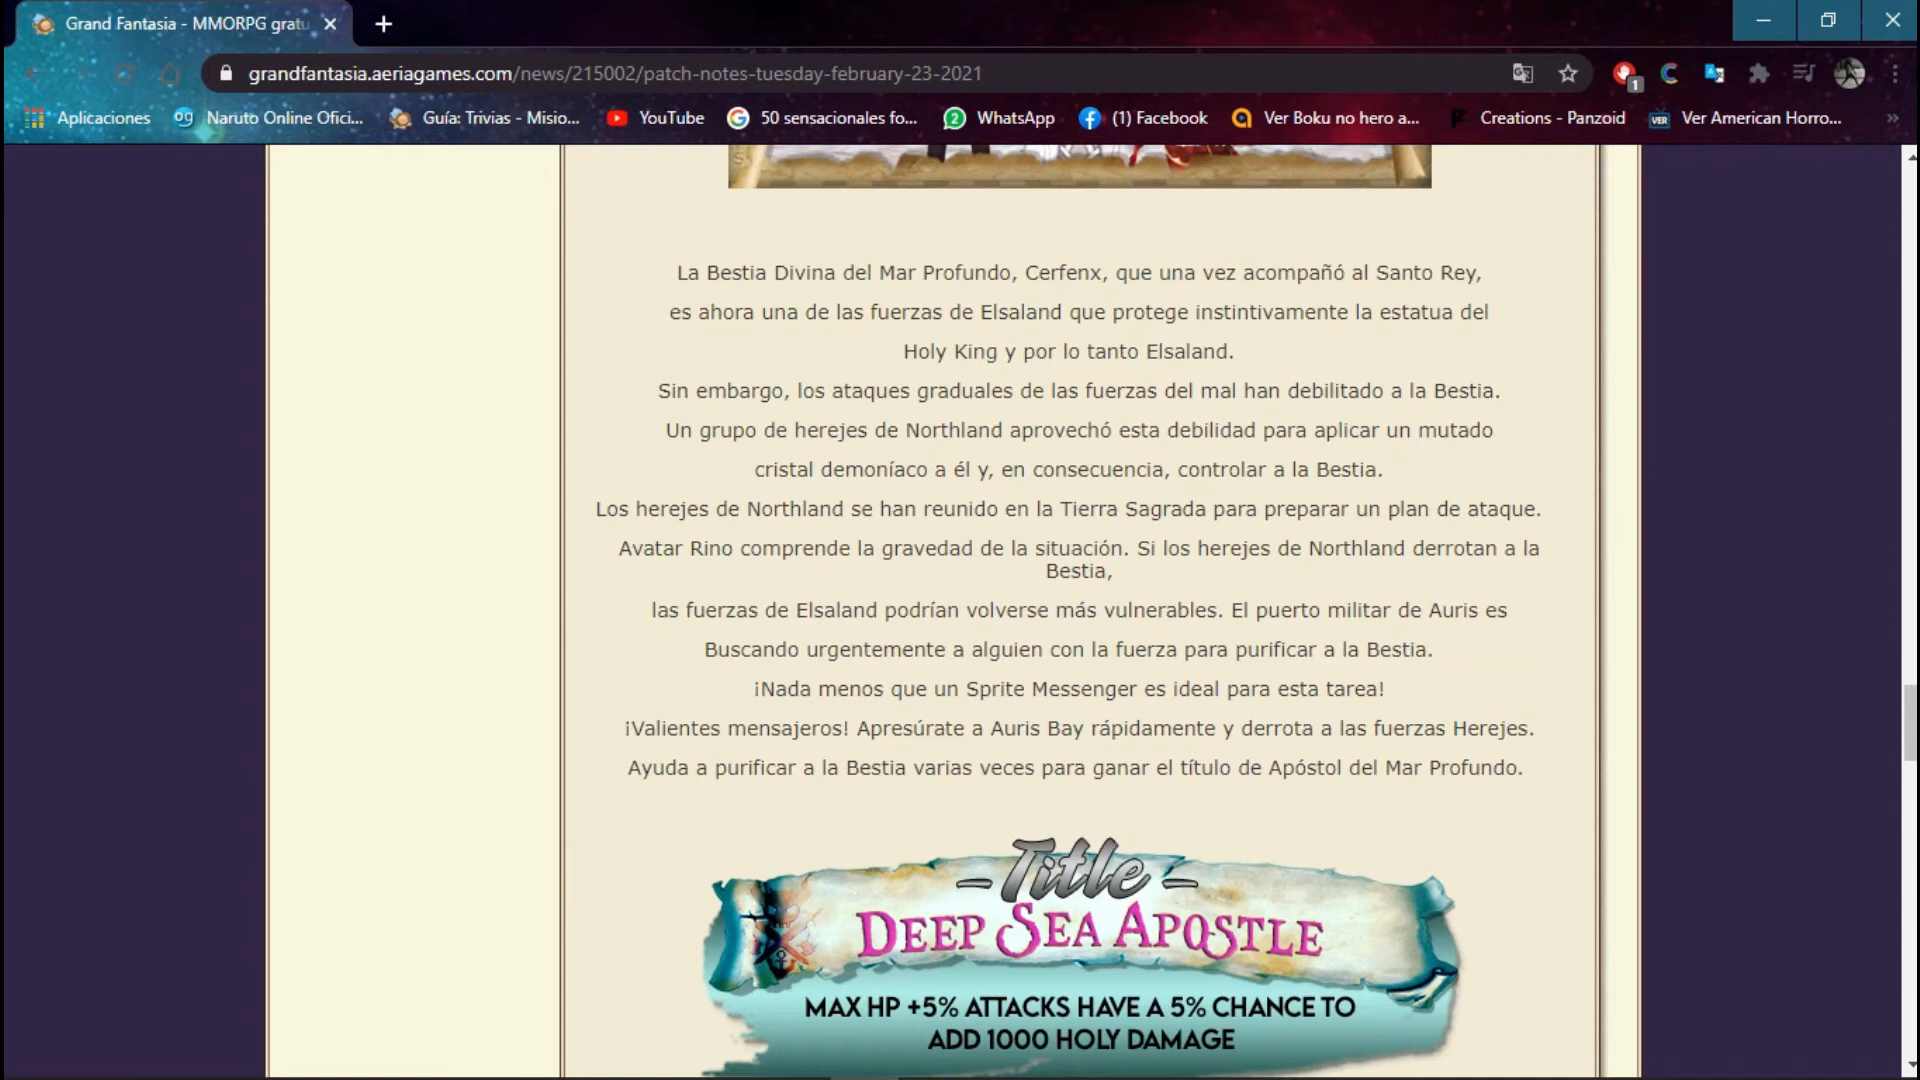 Grand Fantasia - MMORPG gratu
grandfantasia.aeriagames.com/news/215002/patch-notes-tuesday-february-23-2021
1
Aplicaciones
Naruto Online Ofici...
Guía: Trivias - Misio...
YouTube
50 sensacionales fo...
2
WhatsApp
(1) Facebook
Ver Boku no hero a...
Creations - Panzoid
VER
Ver American Horro...
La Bestia Divina del Mar Profundo, Cerfenx, que una vez acompañó al Santo Rey,
es ahora una de las fuerzas de Elsaland que protege instintivamente la estatua del
Holy King y por lo tanto Elsaland.
Sin embargo, los ataques graduales de las fuerzas del mal han debilitado a la Bestia.
Un grupo de herejes de Northland aprovechó esta debilidad para aplicar un mutado
cristal demoníaco a él y, en consecuencia, controlar a la Bestia.
Los herejes de Northland se han reunido en la Tierra Sagrada para preparar un plan de ataque.
Avatar Rino comprende la gravedad de la situación. Si los herejes de Northland derrotan a la
Bestia,
las fuerzas de Elsaland podrían volverse más vulnerables. El puerto militar de Auris es
Buscando urgentemente a alguien con la fuerza para purificar a la Bestia.
¡Nada menos que un Sprite Messenger es ideal para esta tarea!
¡Valientes mensajeros! Apresúrate a Auris Bay rápidamente y derrota a las fuerzas Herejes.
Ayuda a purificar a la Bestia varias veces para ganar el título de Apóstol del Mar Profundo.
- Title -
DEEP SEA APOSTLE
MAX HP +5% ATTACKS HAVE A 5% CHANCE TO
ADD 1000 HOLY DAMAGE